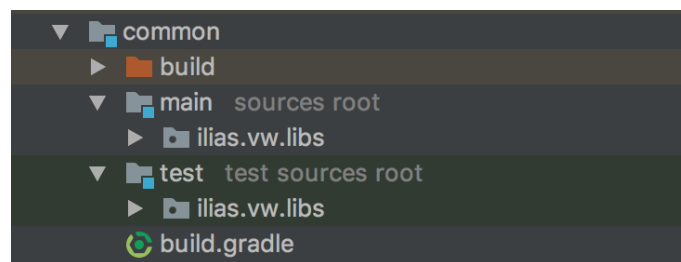 common
build
main sources root
ilias.vw.libs
test test sources root
ilias.vw.libs
build.gradle